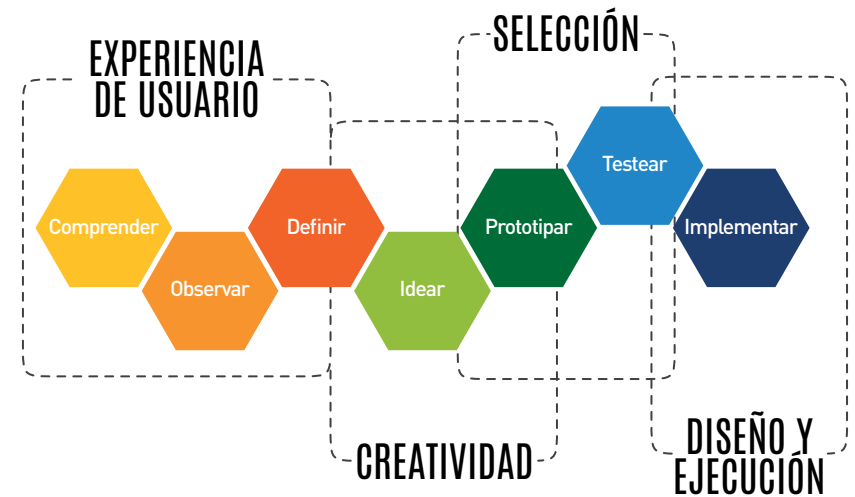 EXPERIENCIA
DE USUARIO
SELECCIÓN
Comprender
Observar
Definir
Idear
Prototipar
Testear
Implementar
CREATIVIDAD
DISEÑO Y
EJECUCIÓN